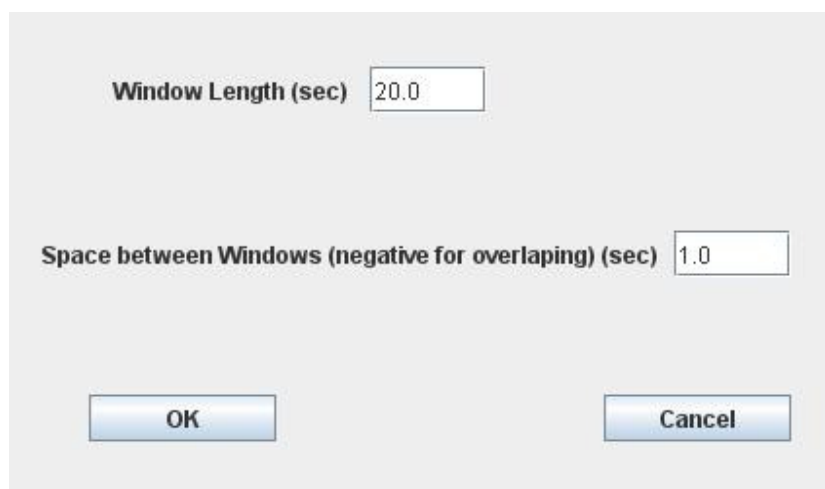 Window Length (sec) 20.0
Space between Windows (negative for overlaping) (sec) 1.0
OK Cancel